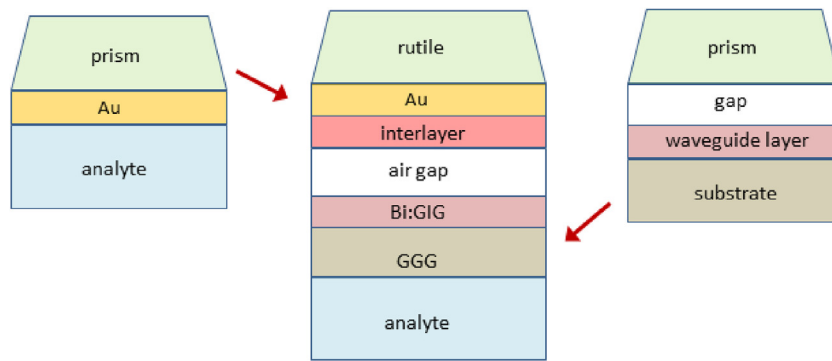 prism
Au
analyte
rutile
Au
interlayer
air gap
Bi:GIG
GGG
analyte
prism
gap
waveguide layer
substrate